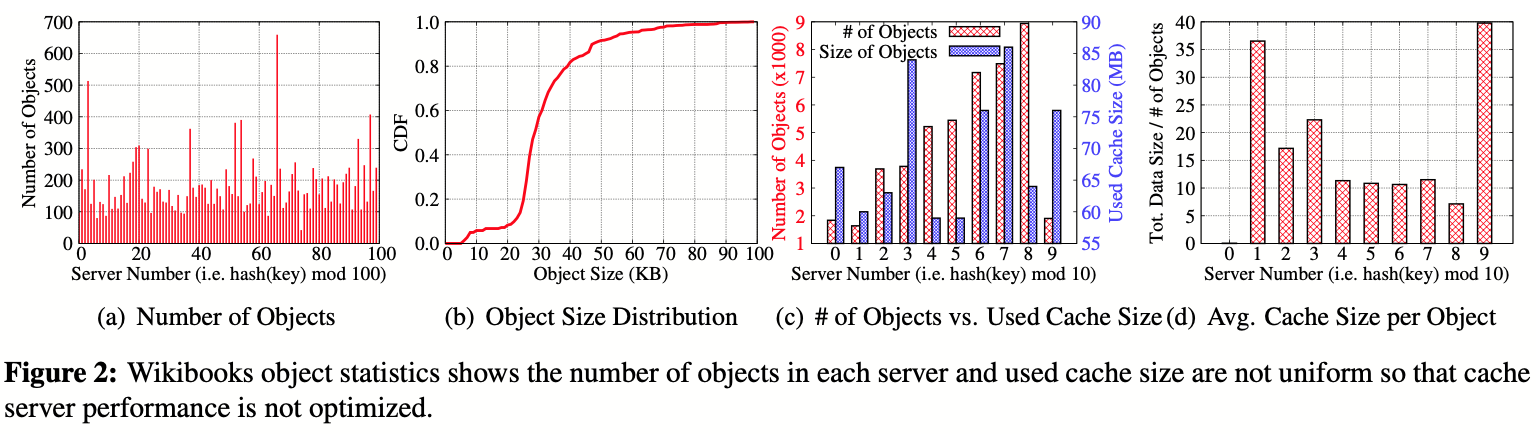 700
600
500
400
300
200
100
0
Number of Objects
0 20 40 60 80 100
Server Number (i.e. hash(key) mod 100)
(a) Number of Objects
1.0
0.8
0.6
0.4
0.2
0.0
CDF
0 10 20 30 40 50 60 70 80 90 100
Object Size (KB)
(b) Object Size Distribution
9
8
7
6
5
4
3
2
1
Number of Objects (x1000)
# of Objects
Size of Objects
90
85
80
75
70
65
60
55
Used Cache Size (MB)
0 1 2 3 4 5 6 7 8 9
Server Number (i.e. hash(key) mod 10)
(c) # of Objects vs. Used Cache Size
40
35
30
25
20
15
10
5
0
Tot. Data Size / # of Objects
0 1 2 3 4 5 6 7 8 9
Server Number (i.e. hash(key) mod 10)
(d) Avg. Cache Size per Object
Figure 2: Wikibooks object statistics shows the number of objects in each server and used cache size are not uniform so that cache
server performance is not optimized.